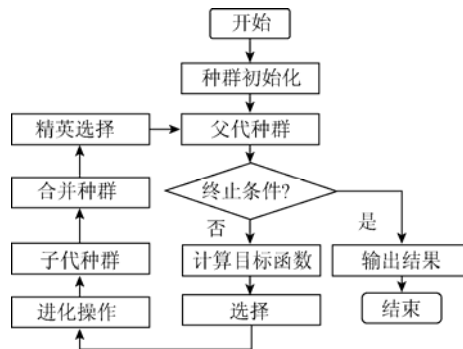 开始
种群初始化
精英选择
父代种群
合并种群
终止条件?
否
是
子代种群
计算目标函数
输出结果
进化操作
选择
结束